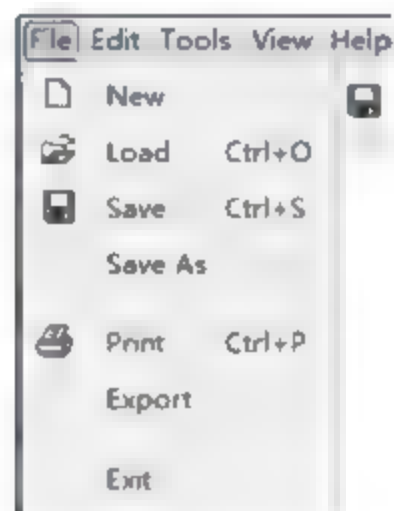 File Edit Tools View Help
New
Load Ctrl+O
Save Ctrl+S
Save As
Print Ctrl+P
Export
Exit